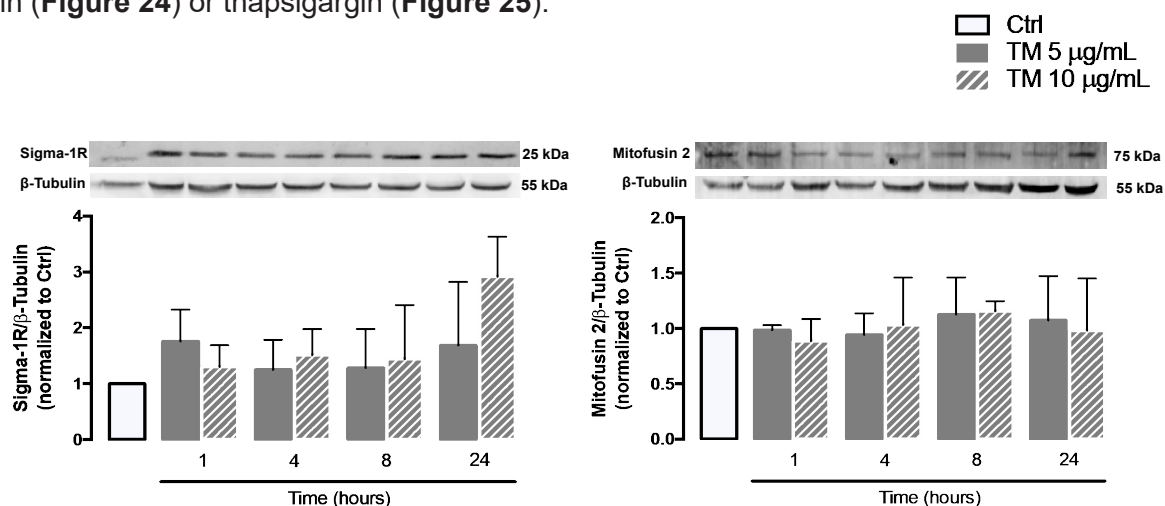 in (Figure 24) or thapsigargin (Figure 25).
Ctrl
TM 5 µg/mL
TM 10 µg/mL
Sigma-1R
25 kDa
β-Tubulin
55 kDa
4
3
2
1
0
Sigma-1R/β-Tubulin
(normalized to Ctrl)
1 4 8 24
Time (hours)
Mitofusin 2
75 kDa
β-Tubulin
55 kDa
2.0
1.5
1.0
0.5
0.0
Mitofusin 2/β-Tubulin
(normalized to Ctrl)
1 4 8 24
Time (hours)